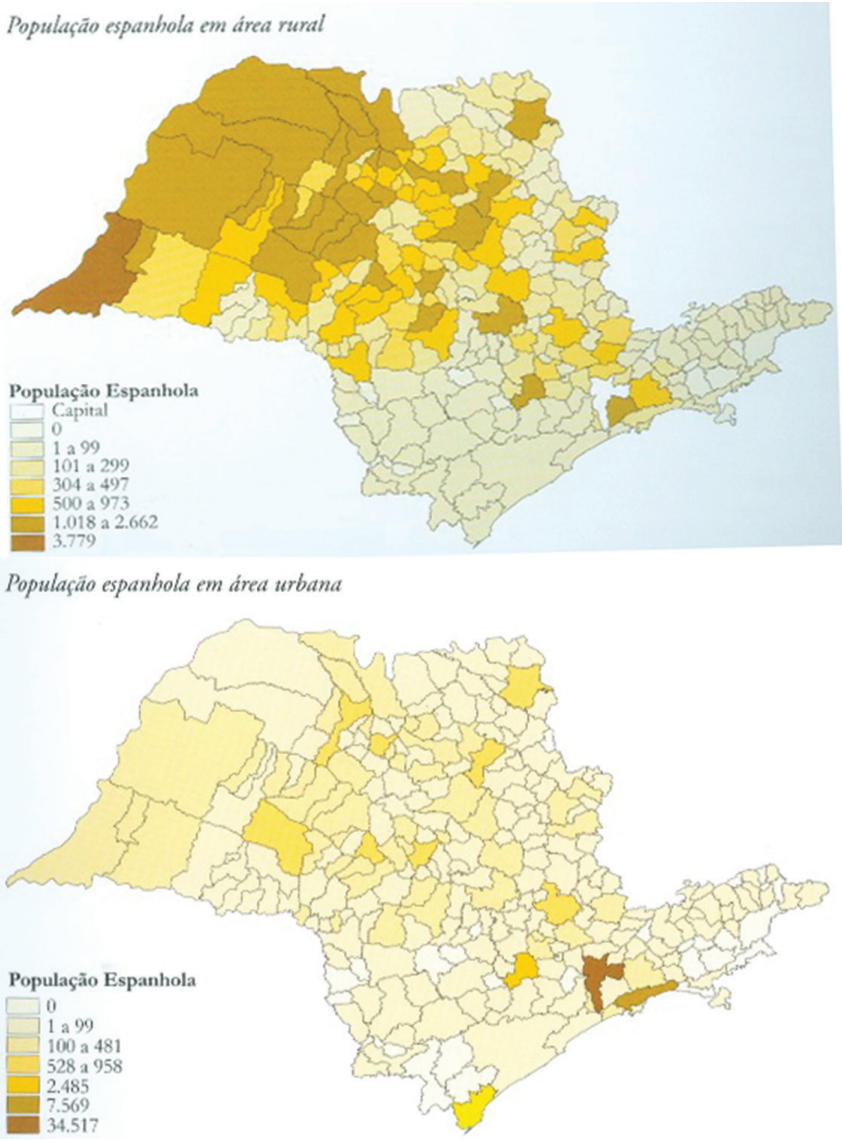 População espanhola em área rural
População Espanhola
Capital
0
1 a 99
101 a 299
304 a 497
500 a 973
1.018 a 2.662
3.779
População espanhola em área urbana
População Espanhola
0
1 a 99
100 a 481
528 a 958
2.485
7.569
34.517